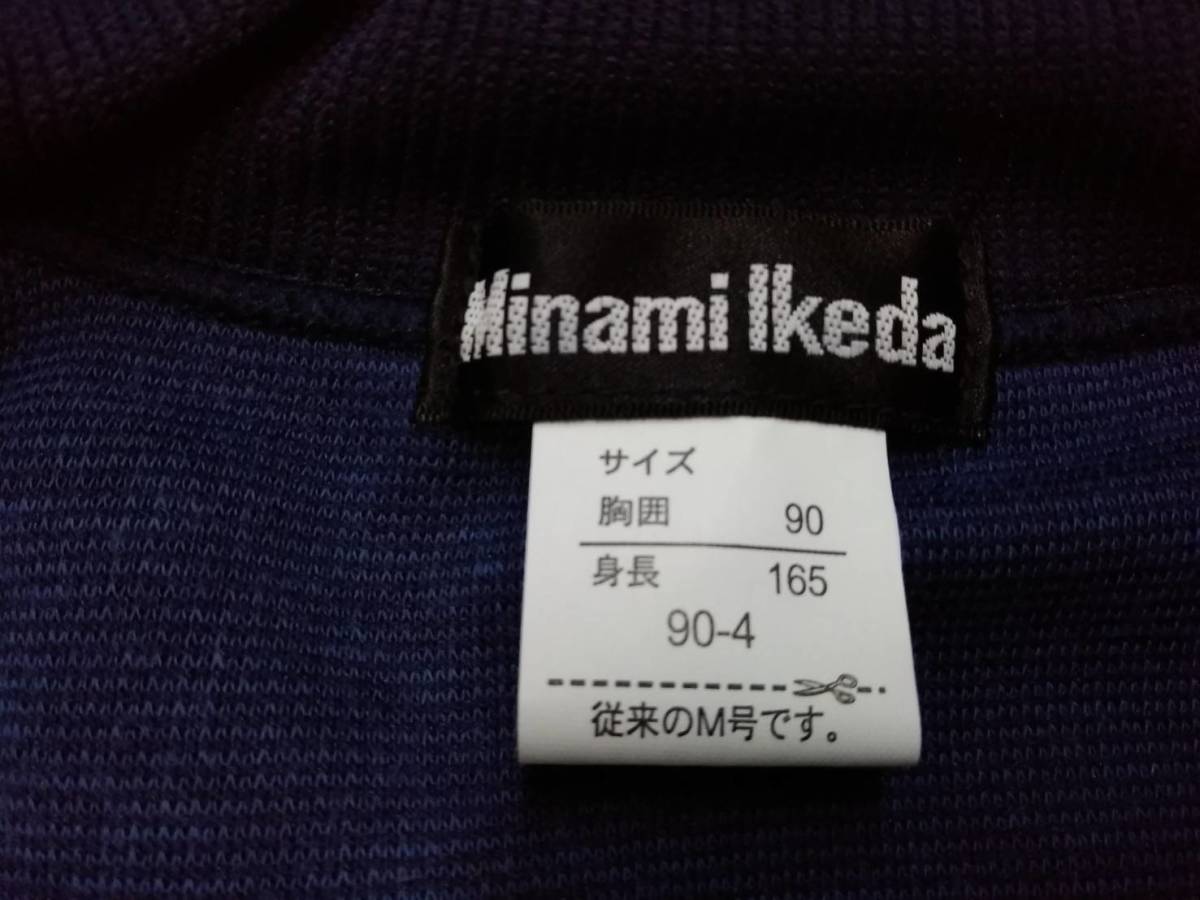 Minami Ikeda
サイズ
胸囲 90
身長 165
90-4
従来のM号です。